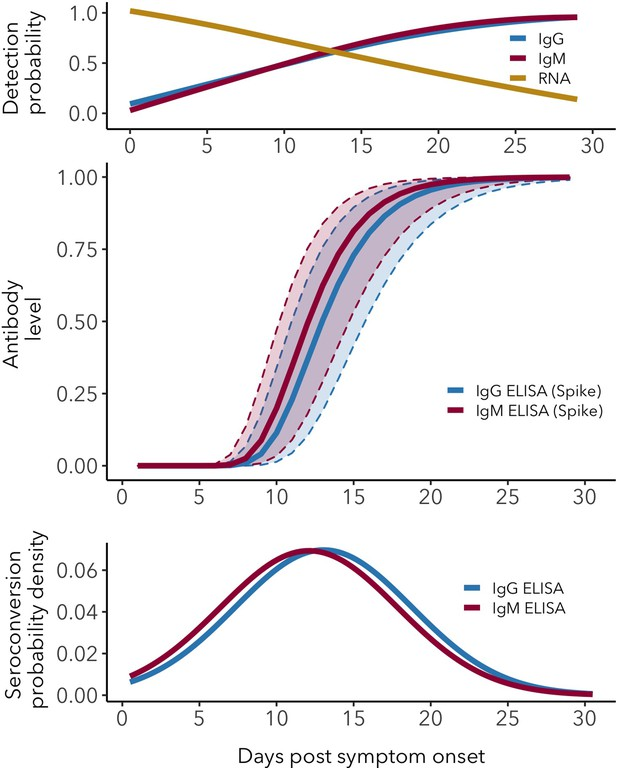 Detection
probability
1.0
0.5
0.0
IgG
IgM
RNA
0 5 10 15 20 25 30
Antibody
level
1.00
0.75
0.50
0.25
0.00
IgG ELISA (Spike)
IgM ELISA (Spike)
0 5 10 15 20 25 30
Seroconversion
probability density
0.06
0.04
0.02
0.00
IgG ELISA
IgM ELISA
0 5 10 15 20 25 30
Days post symptom onset